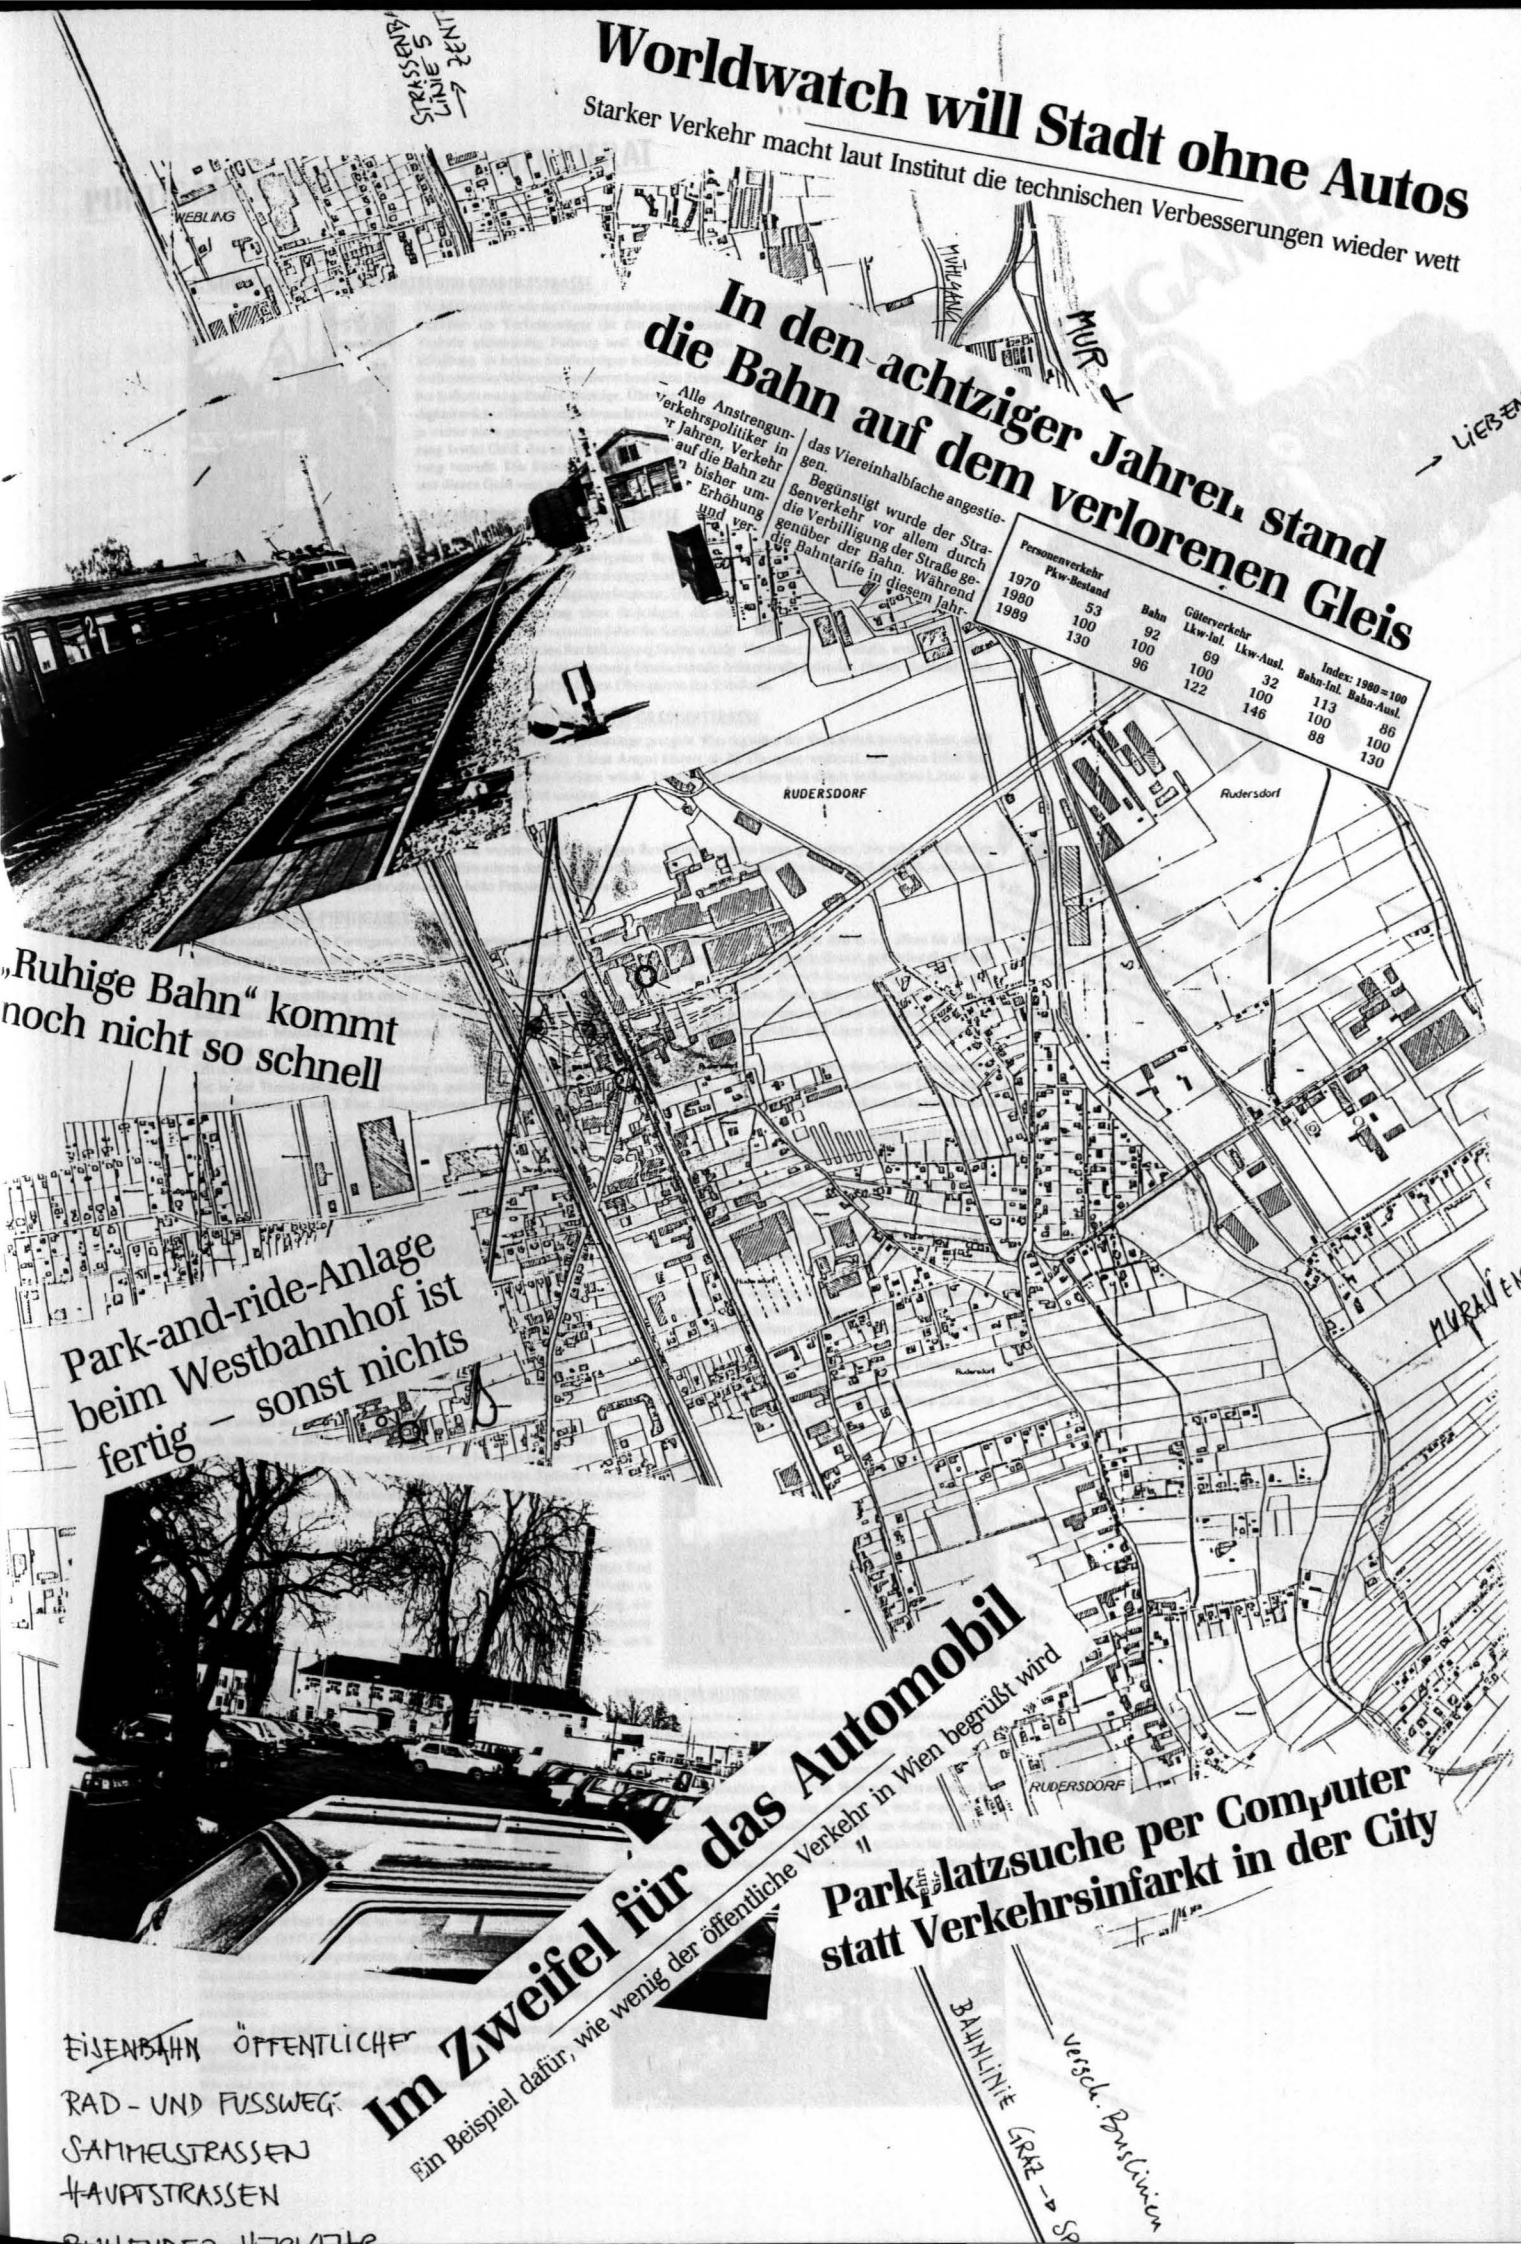 STRASSENB
LINIE 5
→ ZENT
Worldwatch will Stadt ohne Autos
Starker Verkehr macht laut Institut die technischen Verbesserungen wieder wett
WEBLING
MÜHLGANG
MUR
→ LIEBEN
In den achtziger Jahren stand
die Bahn auf dem verlorenen Gleis
– Alle Anstrengun-
Verkehrspolitiker in
er Jahren, Verkehr
auf die Bahn zu
n bisher um-
Erhöhung
und ver-
das Viereinhalbfache angestie-
gen.
Begünstigt wurde der Stra-
ßenverkehr vor allem durch
die Verbilligung der Straße ge-
genüber der Bahn. Während
die Bahntarife in diesem Jahr-
Personenverkehr Güterverkehr Index: 1980=100
Pkw-Bestand Bahn Lkw-Inl. Lkw-Ausl. Bahn-Inl. Bahn-Ausl.
1970 53 92 69 32 113 86
1980 100 100 100 100 100 100
1989 130 96 122 146 88 130
RUDERSDORF
Rudersdorf
„Ruhige Bahn“ kommt
noch nicht so schnell
Park-and-ride-Anlage
beim Westbahnhof ist
fertig – sonst nichts
Rudersdorf
RUDERSDORF
Im Zweifel für das Automobil
Ein Beispiel dafür, wie wenig der öffentliche Verkehr in Wien begrüßt wird
Parkplatzsuche per Computer
statt Verkehrsinfarkt in der City
BAHNLINIE GRAZ → SP
versch. Buslinien
EISENBAHN ÖFFENTLICHE
RAD- UND FUSSWEG
SAMMELSTRASSEN
HAUPTSTRASSEN